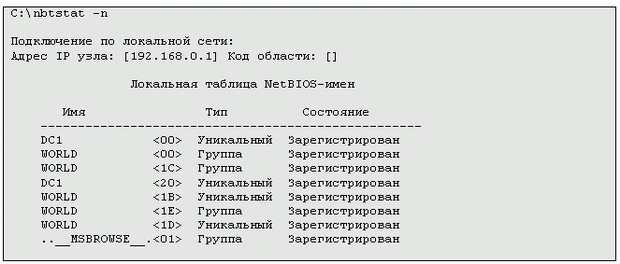 C:\nbtstat -n
Подключение по локальной сети:
Адрес IP узла: [192.168.0.1] Код области: []
Локальная таблица NetBIOS-имен
Имя Тип Состояние
---------------------------------------------------
DC1 <00> Уникальный Зарегистрирован
WORLD <00> Группа Зарегистрирован
WORLD <1C> Группа Зарегистрирован
DC1 <20> Уникальный Зарегистрирован
WORLD <1B> Уникальный Зарегистрирован
WORLD <1E> Группа Зарегистрирован
WORLD <1D> Уникальный Зарегистрирован
..__MSBROWSE__.<01> Группа Зарегистрирован